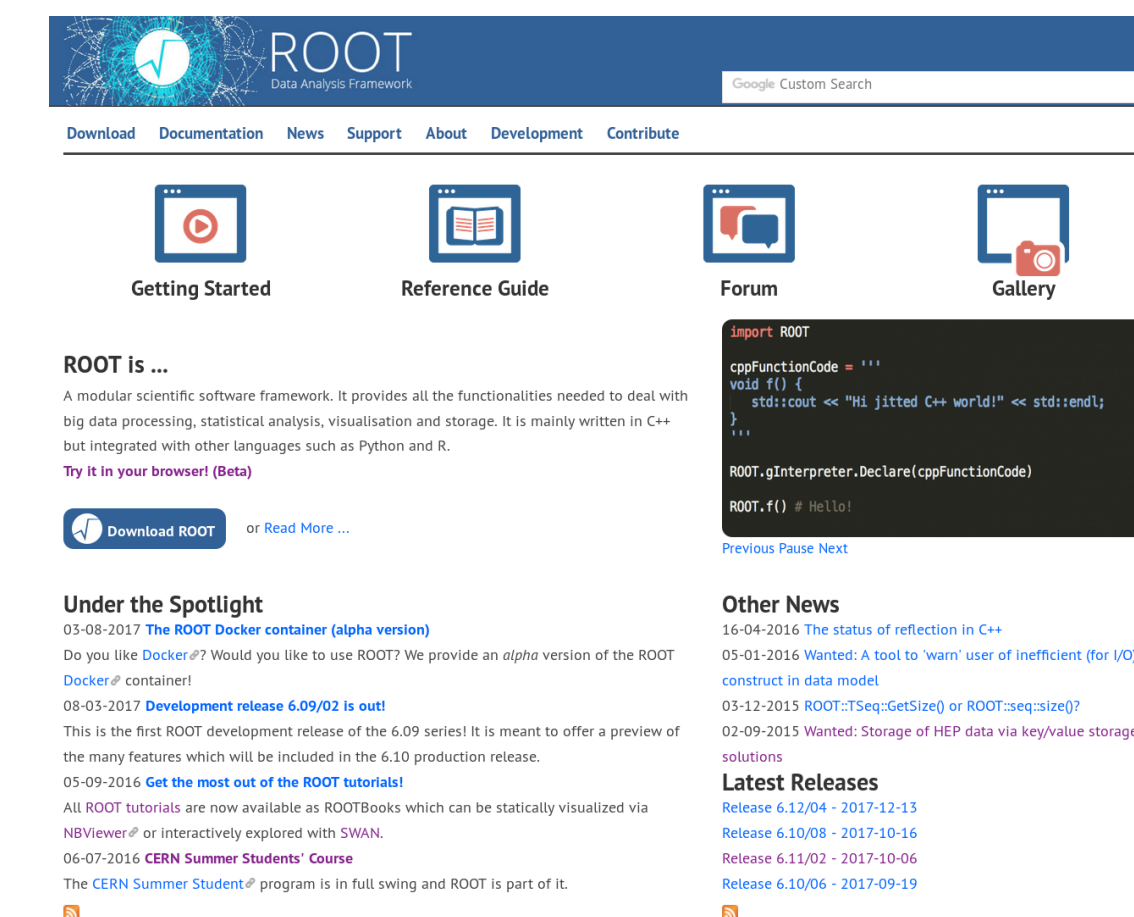 ROOT
Data Analysis Framework
Google Custom Search
Download Documentation News Support About Development Contribute
Getting Started Reference Guide Forum Gallery
ROOT is ...
A modular scientific software framework. It provides all the functionalities needed to deal with
big data processing, statistical analysis, visualisation and storage. It is mainly written in C++
but integrated with other languages such as Python and R.
Try it in your browser! (Beta)
Download ROOT or Read More ...
import ROOT
cppFunctionCode = '''
void f() {
std::cout << "Hi jitted C++ world!" << std::endl;
}
'''
ROOT.gInterpreter.Declare(cppFunctionCode)
ROOT.f() # Hello!
Previous Pause Next
Under the Spotlight
03-08-2017 The ROOT Docker container (alpha version)
Do you like Docker? Would you like to use ROOT? We provide an alpha version of the ROOT
Docker container!
08-03-2017 Development release 6.09/02 is out!
This is the first ROOT development release of the 6.09 series! It is meant to offer a preview of
the many features which will be included in the 6.10 production release.
05-09-2016 Get the most out of the ROOT tutorials!
All ROOT tutorials are now available as ROOTBooks which can be statically visualized via
NBViewer or interactively explored with SWAN.
06-07-2016 CERN Summer Students' Course
The CERN Summer Student program is in full swing and ROOT is part of it.
Other News
16-04-2016 The status of reflection in C++
05-01-2016 Wanted: A tool to 'warn' user of inefficient (for I/O)
construct in data model
03-12-2015 ROOT::TSeq::GetSize() or ROOT::seq::size()?
02-09-2015 Wanted: Storage of HEP data via key/value storage
solutions
Latest Releases
Release 6.12/04 - 2017-12-13
Release 6.10/08 - 2017-10-16
Release 6.11/02 - 2017-10-06
Release 6.10/06 - 2017-09-19